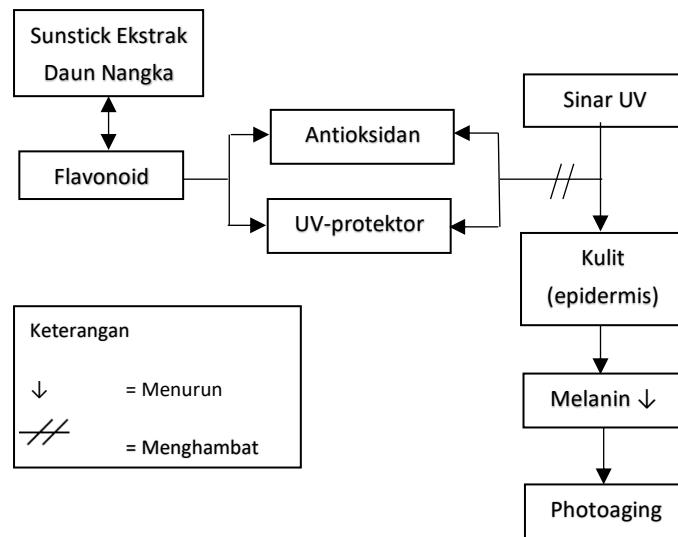 Sunstick Ekstrak
Daun Nangka
Sinar UV
Antioksidan
Flavonoid
UV-protektor
Kulit
(epidermis)
Keterangan
↓ = Menurun
= Menghambat
Melanin ↓
Photoaging